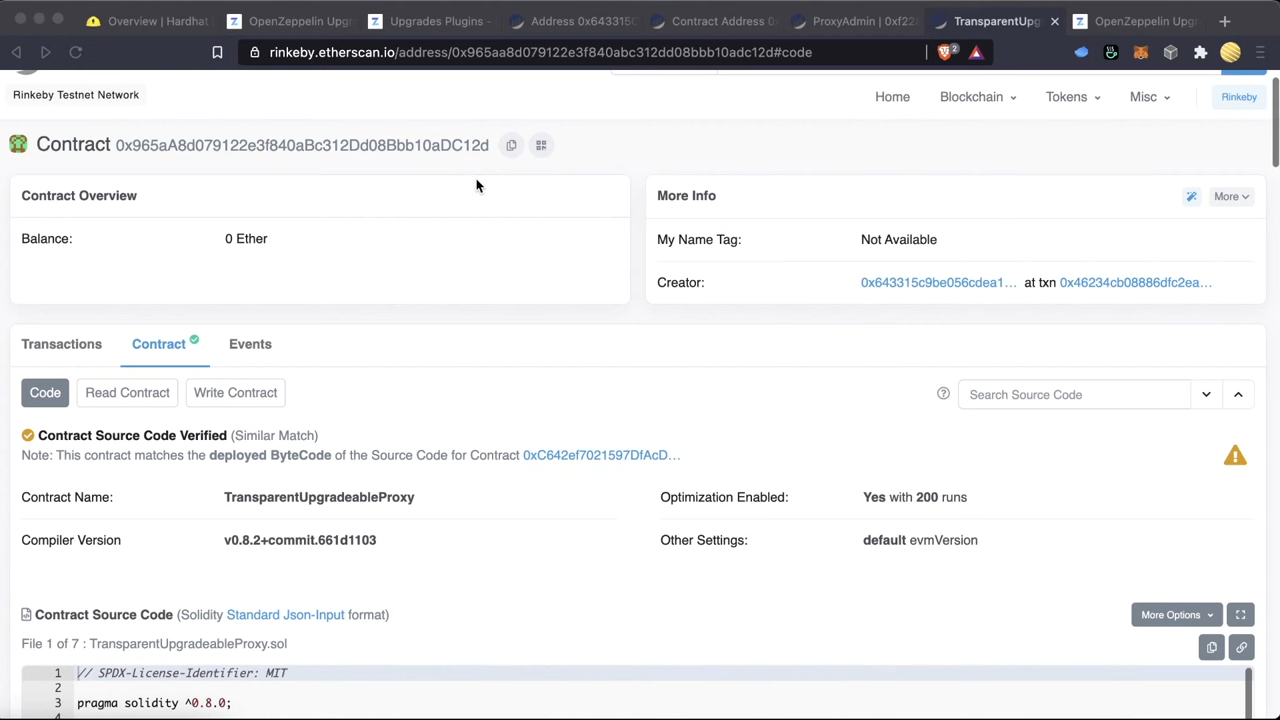 Overview | Hardhat
OpenZeppelin Upgr
Upgrades Plugins -
Address 0x643315
Contract Address 0
ProxyAdmin | 0xf22
TransparentUpg
OpenZeppelin Upg
rinkeby.etherscan.io/address/0x965aa8d079122e3f840abc312dd08bbb10adc12d#code
2
Rinkeby Testnet Network
Home
Blockchain
Tokens
Misc
Rinkeby
Contract 0x965aA8d079122e3f840aBc312Dd08Bbb10aDC12d
Contract Overview
Balance: 0 Ether
More Info
More
My Name Tag: Not Available
Creator: 0x643315c9be056cdea1... at txn 0x46234cb08886dfc2ea...
Transactions
Contract
Events
Code
Read Contract
Write Contract
Search Source Code
Contract Source Code Verified (Similar Match)
Note: This contract matches the deployed ByteCode of the Source Code for Contract 0xC642ef7021597DfAcD...
Contract Name: TransparentUpgradeableProxy
Optimization Enabled: Yes with 200 runs
Compiler Version v0.8.2+commit.661d1103
Other Settings: default evmVersion
Contract Source Code (Solidity Standard Json-Input format)
More Options
File 1 of 7 : TransparentUpgradeableProxy.sol
1 // SPDX-License-Identifier: MIT
2
3 pragma solidity ^0.8.0;
4